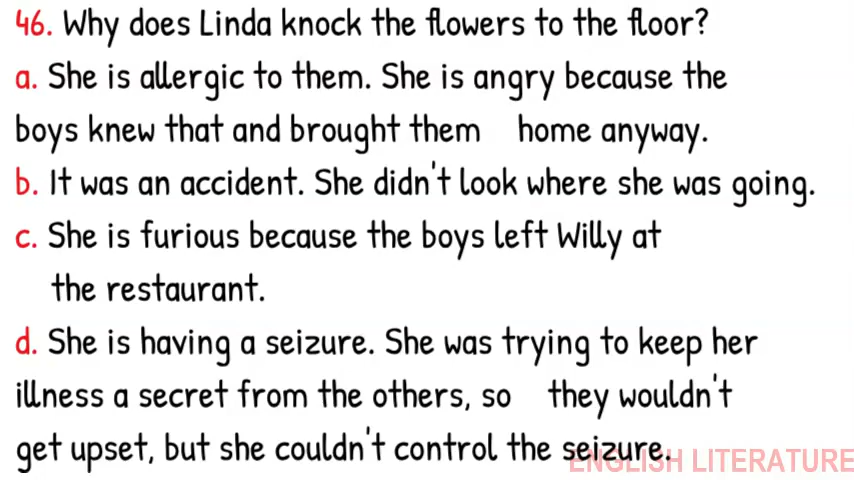 46. Why does Linda knock the flowers to the floor?
a. She is allergic to them. She is angry because the
boys knew that and brought them home anyway.
b. It was an accident. She didn't look where she was going.
c. She is furious because the boys left Willy at
the restaurant.
d. She is having a seizure. She was trying to keep her
illness a secret from the others, so they wouldn't
get upset, but she couldn't control the seizure.
ENGLISH LITERATURE